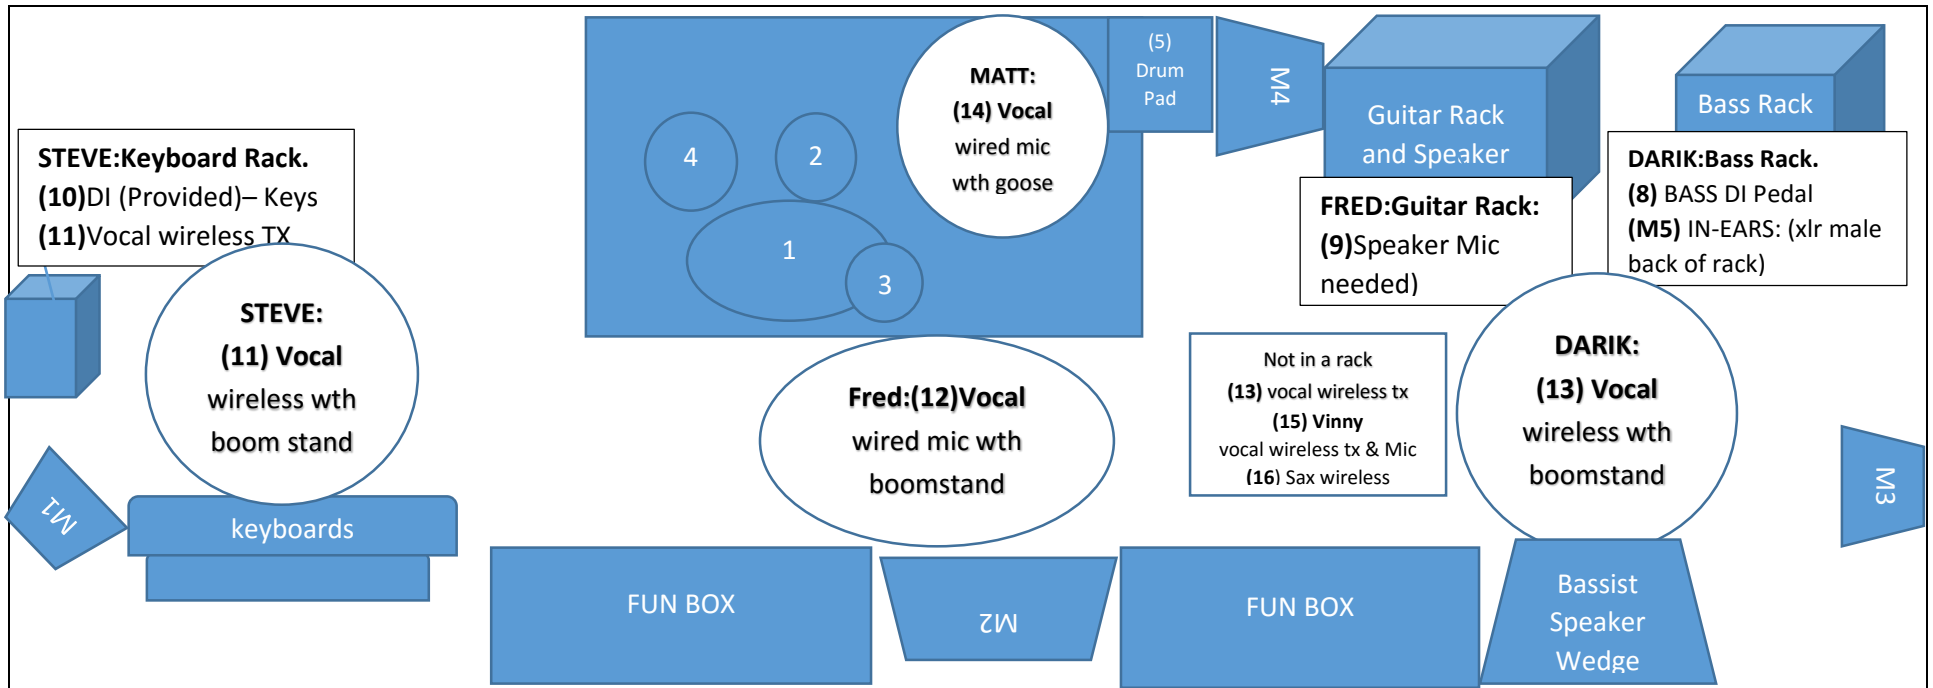 STEVE:Keyboard Rack.
(10)DI (Provided)– Keys
(11)Vocal wireless TX
STEVE:
(11) Vocal
wireless wth
boom stand
M1
keyboards
4
2
1
3
MATT:
(14) Vocal
wired mic
wth goose
(5)
Drum
Pad
M4
Guitar Rack
and Speaker
FRED:Guitar Rack:
(9)Speaker Mic
needed)
Bass Rack
DARIK:Bass Rack.
(8) BASS DI Pedal
(M5) IN-EARS: (xlr male
back of rack)
Fred:(12)Vocal
wired mic wth
boomstand
Not in a rack
(13) vocal wireless tx
(15) Vinny
vocal wireless tx & Mic
(16) Sax wireless
DARIK:
(13) Vocal
wireless wth
boomstand
M3
FUN BOX
M2
FUN BOX
Bassist
Speaker
Wedge